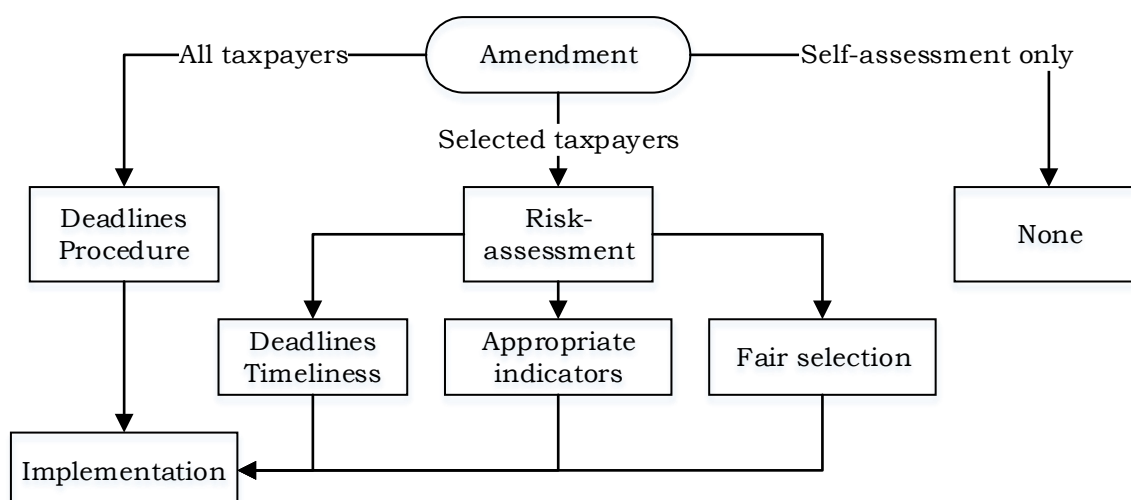 All taxpayers
Amendment
Self-assessment only
Selected taxpayers
Deadlines
Procedure
Risk-
assessment
None
Deadlines
Timeliness
Appropriate
indicators
Fair selection
Implementation